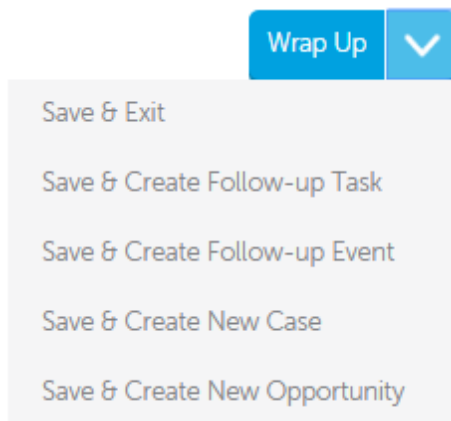 Wrap Up
Save & Exit
Save & Create Follow-up Task
Save & Create Follow-up Event
Save & Create New Case
Save & Create New Opportunity